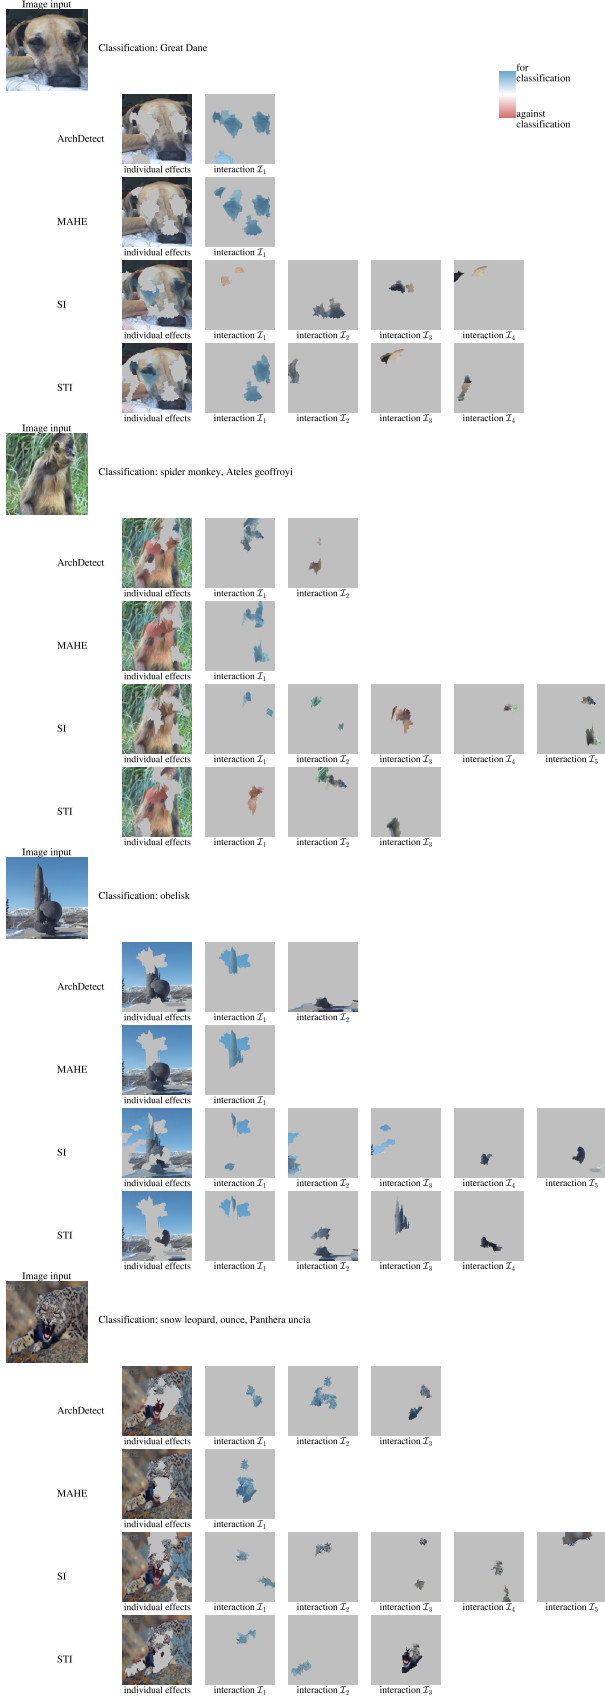 Image input
Classification: Great Dane
for
classification
against
classification
ArchDetect
individual effects interaction I₁
MAHE
individual effects interaction I₁
SI
individual effects interaction I₁ interaction I₂ interaction I₃ interaction I₄
STI
individual effects interaction I₁ interaction I₂ interaction I₃ interaction I₄
Image input
Classification: spider monkey, Ateles geoffroyi
ArchDetect
individual effects interaction I₁ interaction I₂
MAHE
individual effects interaction I₁
SI
individual effects interaction I₁ interaction I₂ interaction I₃ interaction I₄ interaction I₅
STI
individual effects interaction I₁ interaction I₂ interaction I₃
Image input
Classification: obelisk
ArchDetect
individual effects interaction I₁ interaction I₂
MAHE
individual effects interaction I₁
SI
individual effects interaction I₁ interaction I₂ interaction I₃ interaction I₄ interaction I₅
STI
individual effects interaction I₁ interaction I₂ interaction I₃ interaction I₄
Image input
Classification: snow leopard, ounce, Panthera uncia
ArchDetect
individual effects interaction I₁ interaction I₂ interaction I₃
MAHE
individual effects interaction I₁
SI
individual effects interaction I₁ interaction I₂ interaction I₃ interaction I₄ interaction I₅
STI
individual effects interaction I₁ interaction I₂ interaction I₃